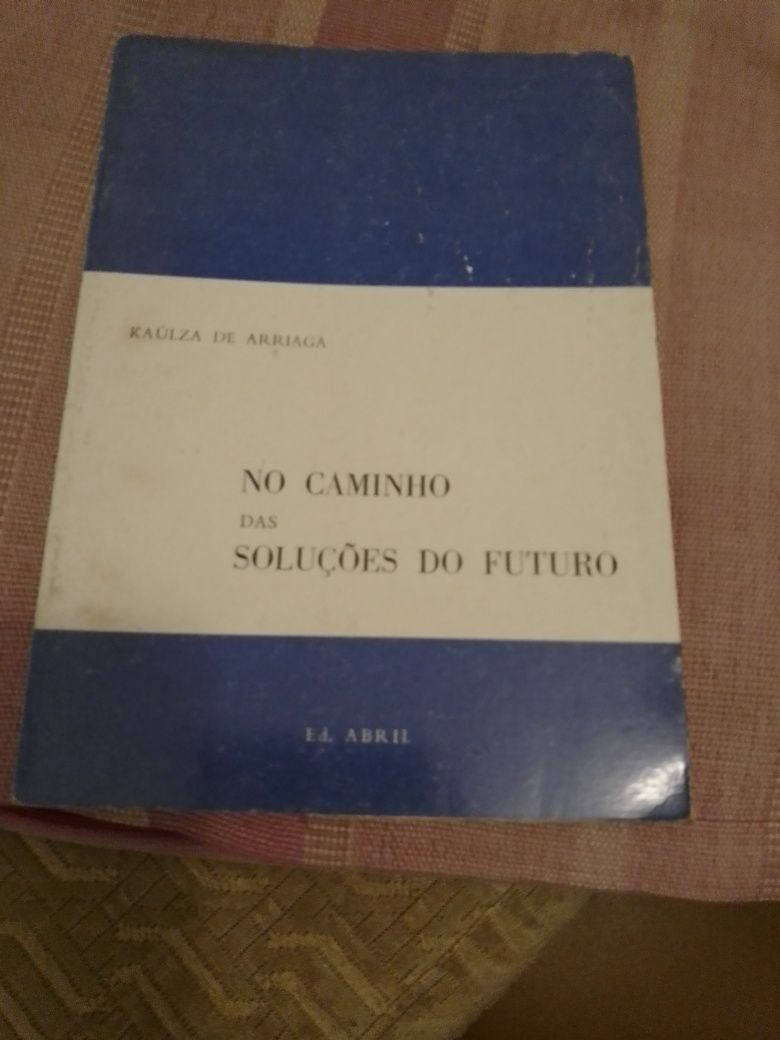 KAÚLZA DE ARRIAGA
NO CAMINHO
DAS
SOLUÇÕES DO FUTURO
Ed. ABRIL